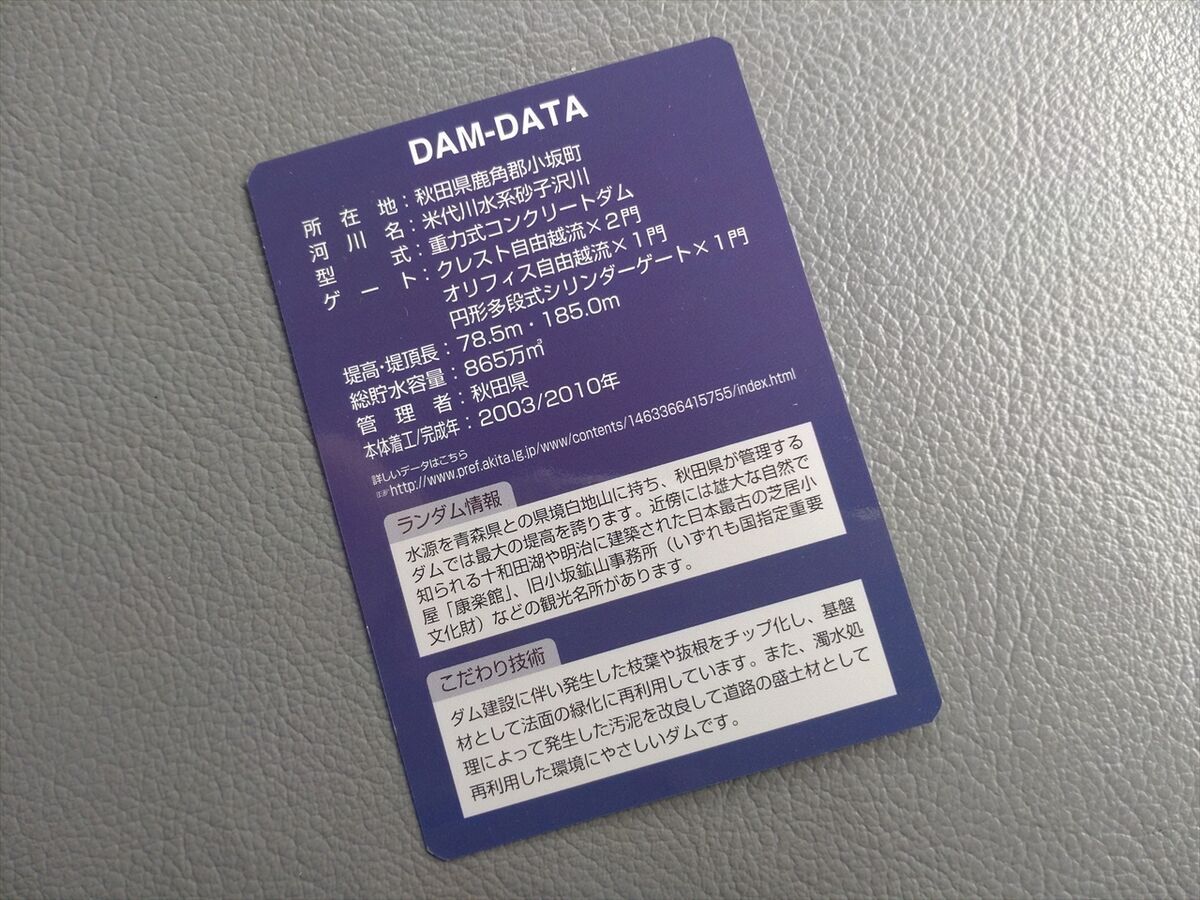 DAM-DATA
所在地：秋田県鹿角郡小坂町
河川名：米代川水系砂子沢川
型式：重力式コンクリートダム
ゲート：クレスト自由越流×2門
オリフィス自由越流×1門
円形多段式シリンダーゲート×1門
堤高・堤頂長：78.5m・185.0m
総貯水容量：865万㎥
管理者：秋田県
本体着工/完成年：2003/2010年
詳しいデータはこちら
☞http://www.pref.akita.lg.jp/www/contents/1463366415755/index.html
ランダム情報
水源を青森県との県境白地山に持ち、秋田県が管理する
ダムでは最大の堤高を誇ります。近傍には雄大な自然で
知られる十和田湖や明治に建築された日本最古の芝居小
屋「康楽館」、旧小坂鉱山事務所（いずれも国指定重要
文化財）などの観光名所があります。
こだわり技術
ダム建設に伴い発生した枝葉や抜根をチップ化し、基盤
材として法面の緑化に再利用しています。また、濁水処
理によって発生した汚泥を改良して道路の盛土材として
再利用した環境にやさしいダムです。